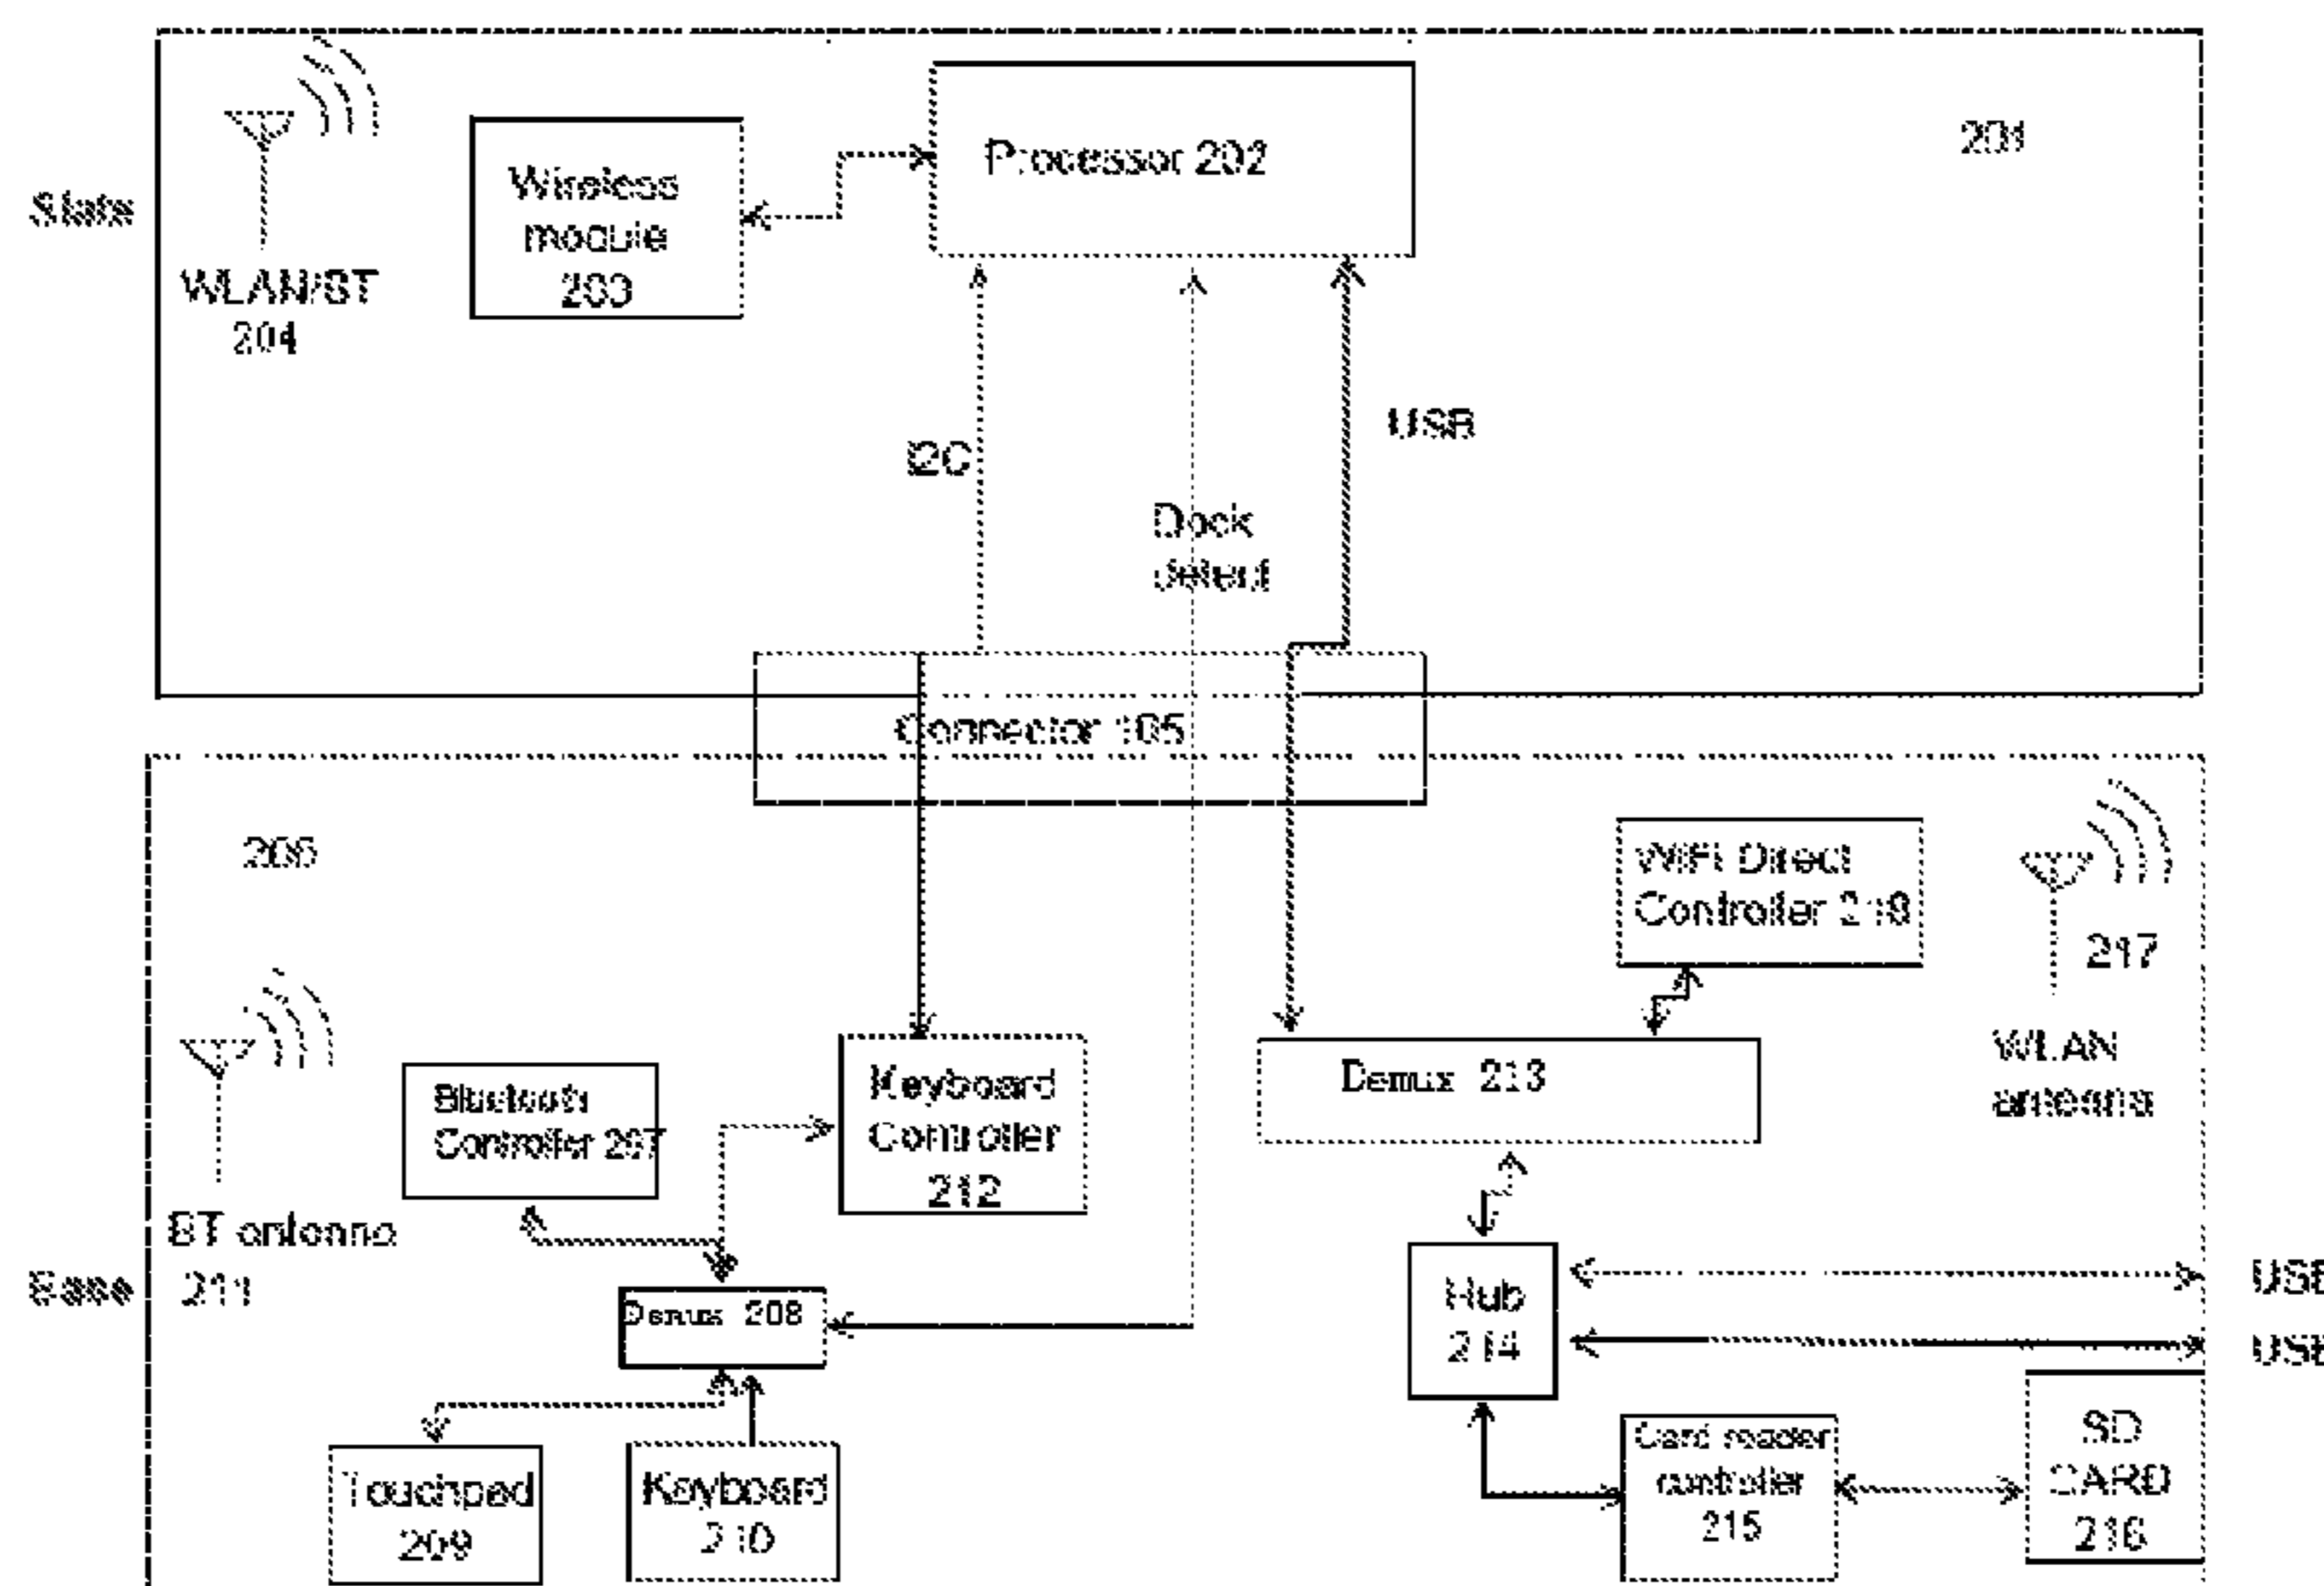 Processor 202
201
Wireless
module
203
Slate
WLAN/BT
204
USB
I2C
Dock
detect
Connector 105
206
WiFi Direct
Controller 218
217
WLAN
antenna
Bluetooth
Controller 207
Keyboard
Controller
212
Demux 213
BT antenna
211
Base
Demux 208
Hub
214
USB
USB
Touchpad
209
Keyboard
210
Card reader
controller
215
SD
CARD
216